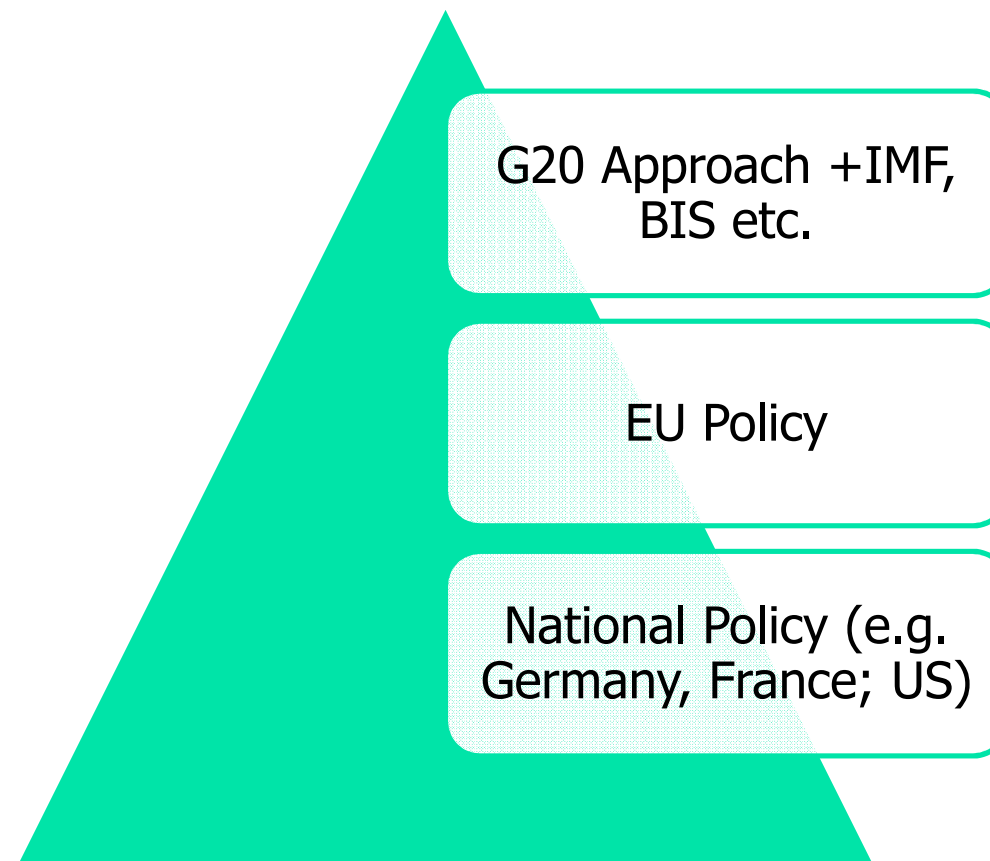 G20 Approach +IMF,
BIS etc.
EU Policy
National Policy (e.g.
Germany, France; US)